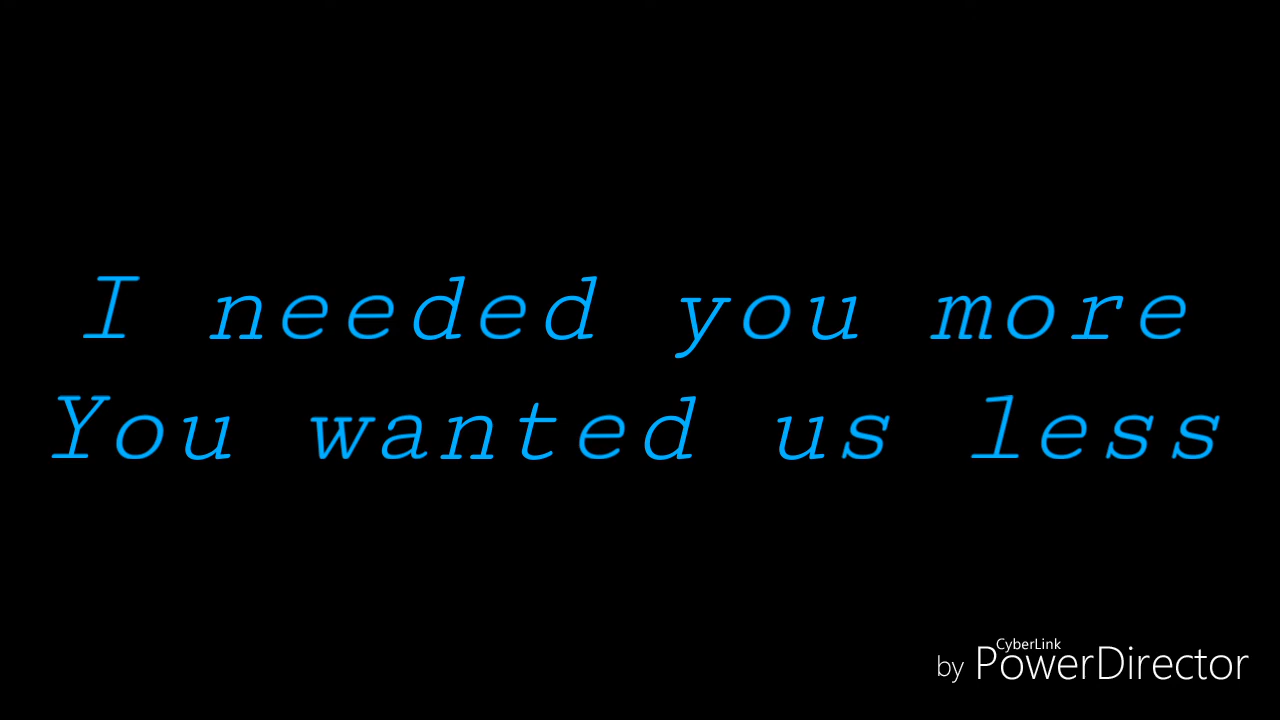 I needed you more
You wanted us less
CyberLink
by PowerDirector